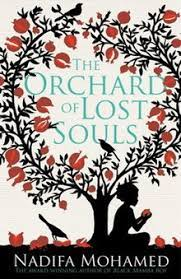 THE
ORCHARD
OF LOST
SOULS
NADIFA MOHAMED
THE AWARD-WINNING AUTHOR OF BLACK MAMBA BOY